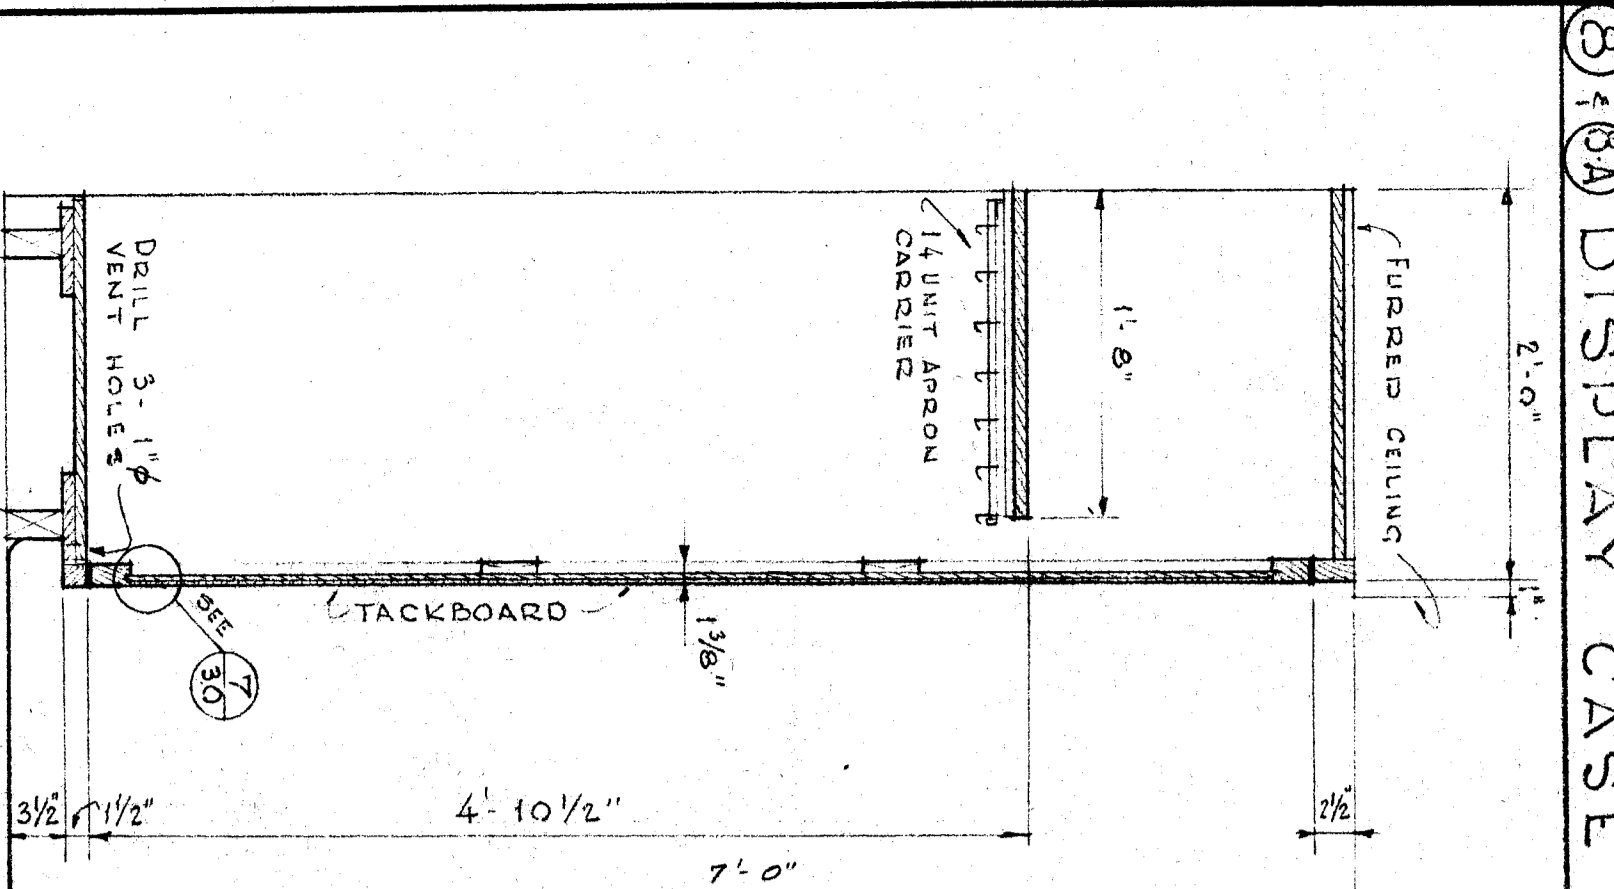 8 & 8A DISPLAY CASE
2'-0"
1"
FURRED CEILING
1'-8"
14 UNIT APRON
CARRIER
DRILL 3-1"φ
VENT HOLES
TACKBOARD
1 3/8"
SEE
7
30
3 1/2"
1 1/2"
4'-10 1/2"
2 1/2"
7'-0"